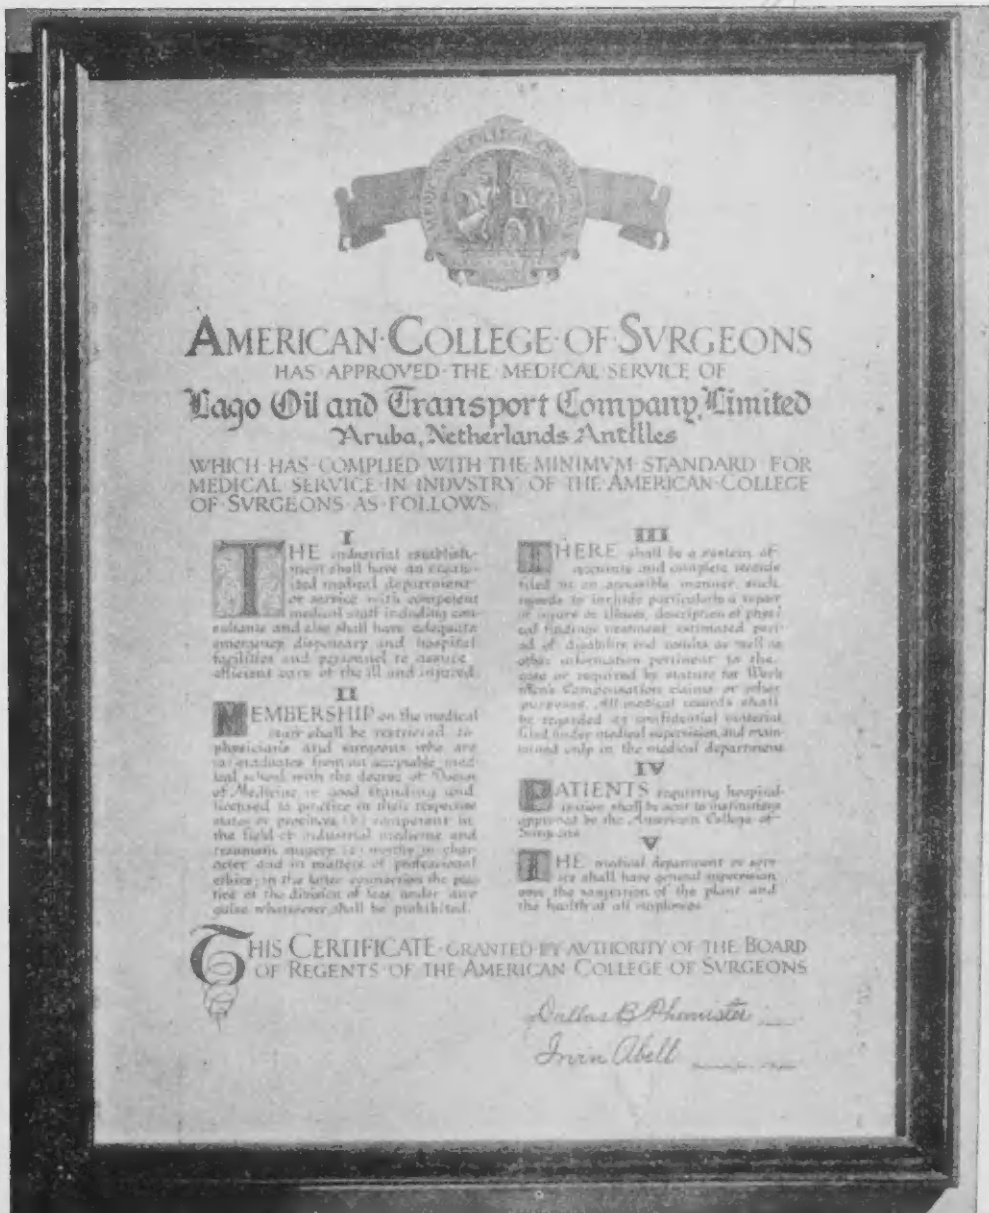 AMERICAN·COLLEGE·OF·SVRGEONS
HAS·APPROVED·THE·MEDICAL·SERVICE·OF
Lago Oil and Transport Company, Limited
Aruba, Netherlands Antilles
WHICH·HAS·COMPLIED·WITH·THE·MINIMVM·STANDARD·FOR
MEDICAL·SERVICE·IN·INDVSTRY·OF·THE·AMERICAN·COLLEGE
OF·SVRGEONS·AS·FOLLOWS·
I
THE industrial establish-
ment shall have an organ-
ized medical department
or service with competent
medical staff including con-
sultants and also shall have adequate
emergency dispensary and hospital
facilities and personnel to assure
efficient care of the ill and injured.
II
MEMBERSHIP on the medical
staff shall be restricted to
physicians and surgeons who are
graduates from an acceptable med-
ical school with the degree of Doctor
of Medicine in good standing and
licensed to practice in their respective
states or provinces competent in
the field of industrial medicine and
traumatic surgery worthy in char-
acter and in matters of professional
ethics; in the latter connection the prac-
tice of the division of fees under any
guise whatsoever shall be prohibited.
III
THERE shall be a system of
accurate and complete records
filed in an accessible manner, such
records to include particularly a report
of injury or illness, description of physi-
cal findings treatment estimated peri-
od of disability end results as well as
other information pertinent to the
case or required by statute for Work
Men's Compensation claims or other
purposes. All medical records shall
be regarded as confidential material
filed under medical supervision, and main-
tained only in the medical department
IV
PATIENTS requiring hospital-
ization shall be sent to institutions
approved by the American College of
Surgeons
V
THE medical department or serv-
ice shall have general supervision
over the sanitation of the plant and
the health of all employees
THIS CERTIFICATE·GRANTED·BY·AVTHORITY OF THE BOARD
OF REGENTS OF THE AMERICAN COLLEGE OF SVRGEONS
Dallas B Phemister
Irvin Abell